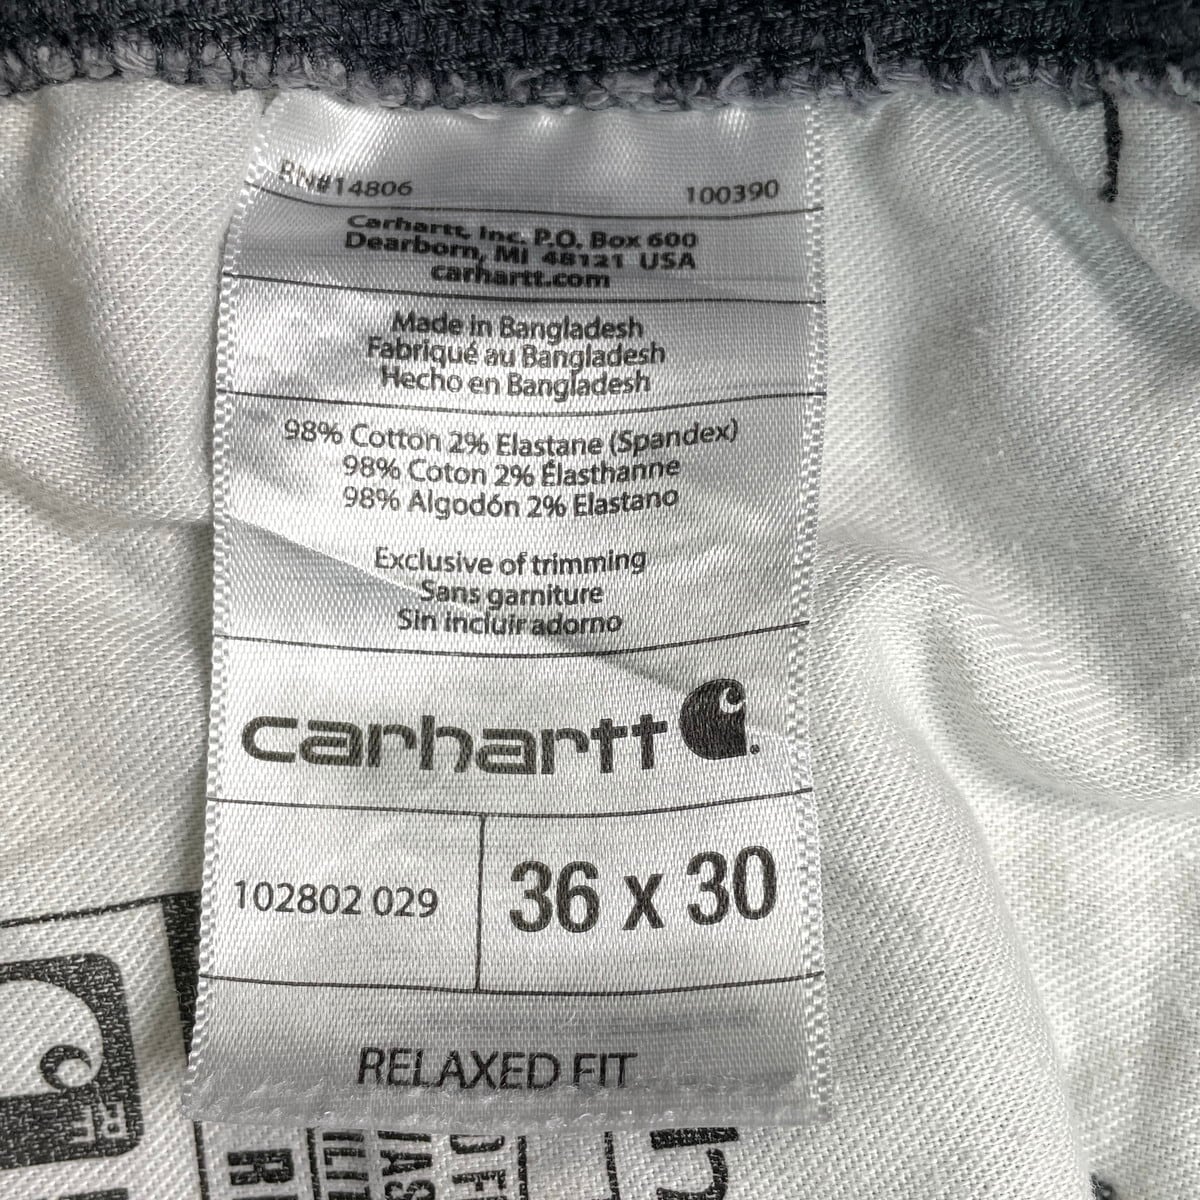 RN#14806 100390
Carhartt, Inc. P.O. Box 600
Dearborn, MI 48121 USA
carhartt.com
Made in Bangladesh
Fabriqué au Bangladesh
Hecho en Bangladesh
98% Cotton 2% Elastane (Spandex)
98% Coton 2% Élasthanne
98% Algodón 2% Elastano
Exclusive of trimming
Sans garniture
Sin incluir adorno
carhartt
102802 029 36 x 30
RELAXED FIT